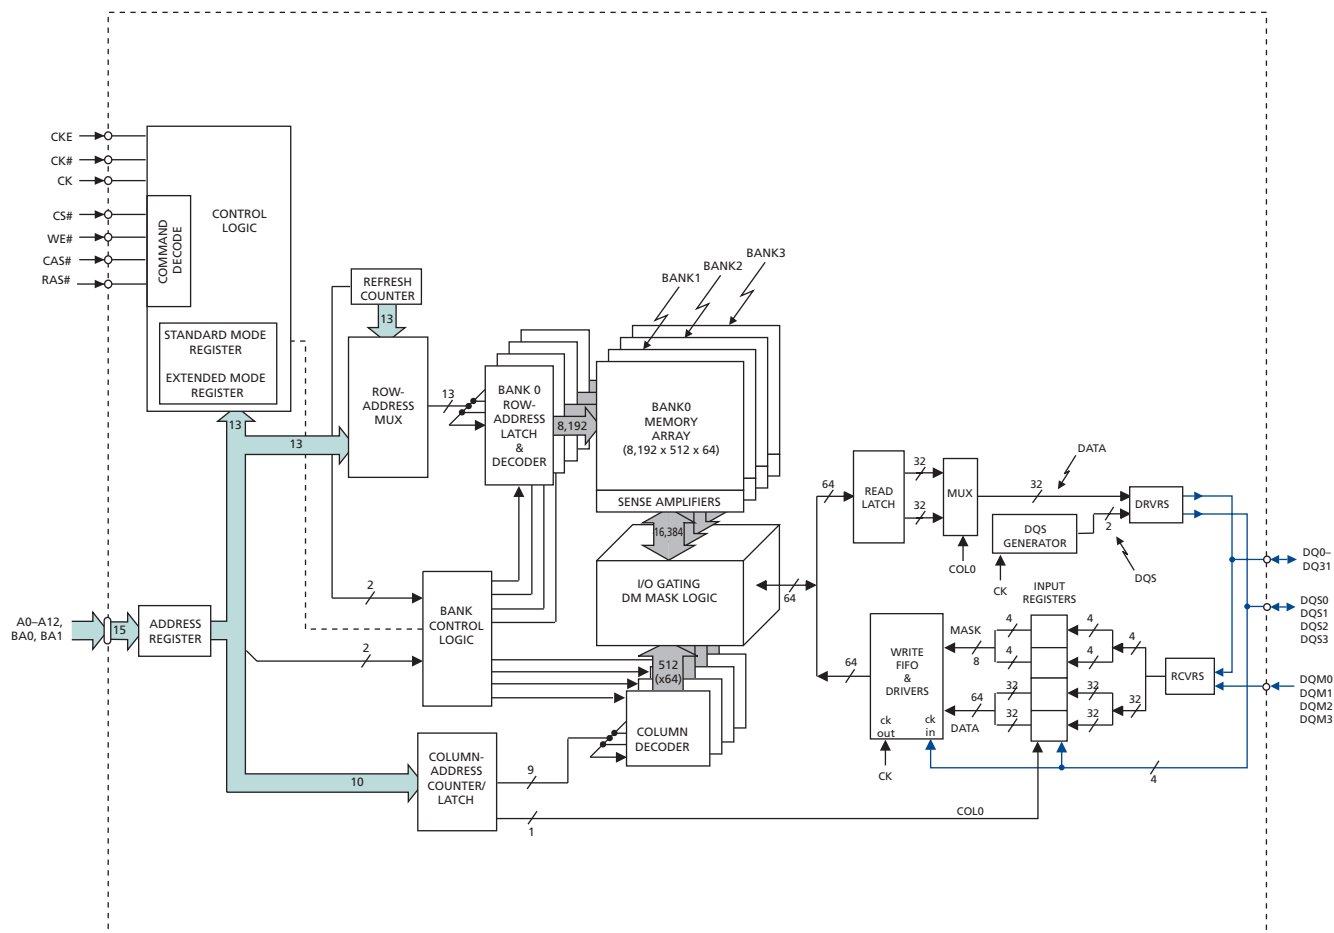 CKE
CK#
CK
CS#
WE#
CAS#
RAS#
COMMAND
DECODE
CONTROL
LOGIC
STANDARD MODE
REGISTER
EXTENDED MODE
REGISTER
REFRESH
COUNTER
13
ROW-
ADDRESS
MUX
13
13
13
BANK 0
ROW-
ADDRESS
LATCH
&
DECODER
8,192
BANK1
BANK2
BANK3
BANK0
MEMORY
ARRAY
(8,192 x 512 x 64)
SENSE AMPLIFIERS
16,384
I/O GATING
DM MASK LOGIC
512
(x64)
COLUMN
DECODER
A0–A12,
BA0, BA1
15
ADDRESS
REGISTER
2
2
BANK
CONTROL
LOGIC
10
COLUMN-
ADDRESS
COUNTER/
LATCH
9
1
COL0
64
64
READ
LATCH
32
32
MUX
COL0
32
DATA
DQS
GENERATOR
CK
2
DQS
DRVRS
64
WRITE
FIFO
&
DRIVERS
ck
out
ck
in
CK
MASK
8
64
DATA
INPUT
REGISTERS
4
4
32
32
4
4
32
32
4
32
RCVRS
4
DQ0–
DQ31
DQS0
DQS1
DQS2
DQS3
DQM0
DQM1
DQM2
DQM3